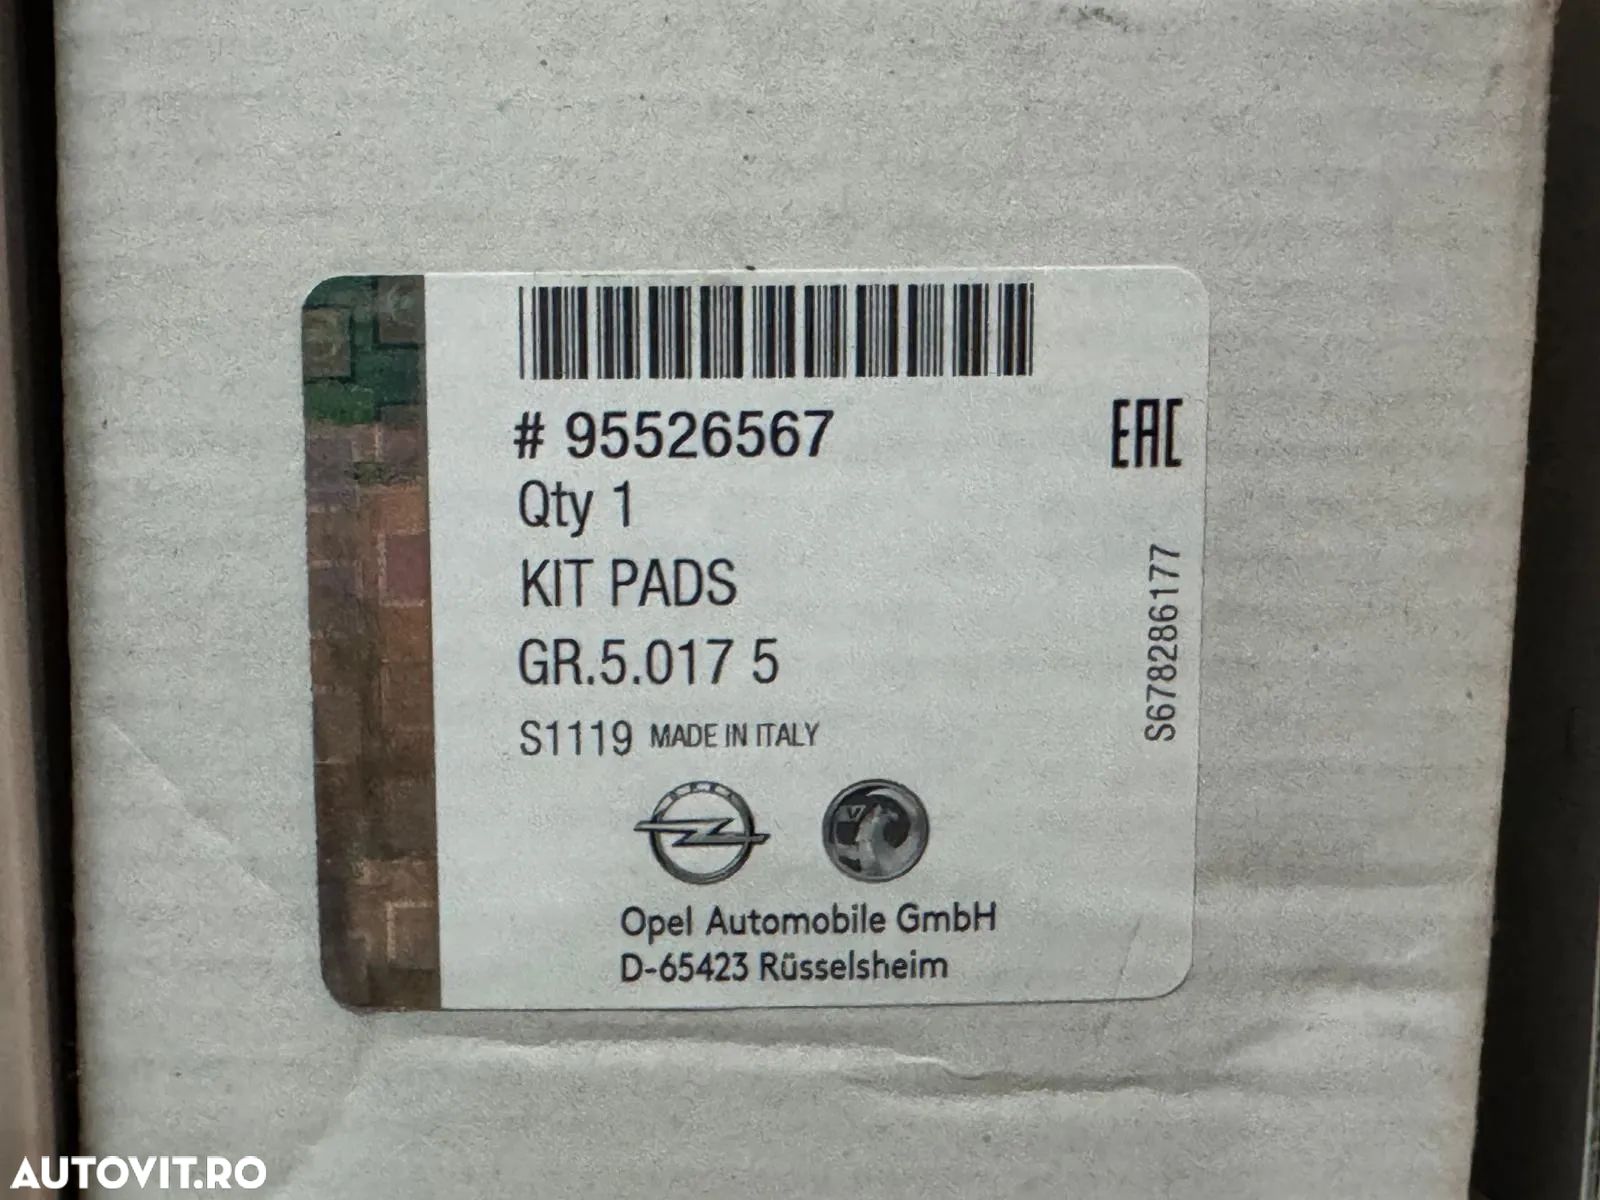 # 95526567
EAC
Qty 1
KIT PADS
GR.5.017 5
S1119 MADE IN ITALY
S678286177
OPEL
V
Opel Automobile GmbH
D-65423 Rüsselsheim
AUTOVIT.RO